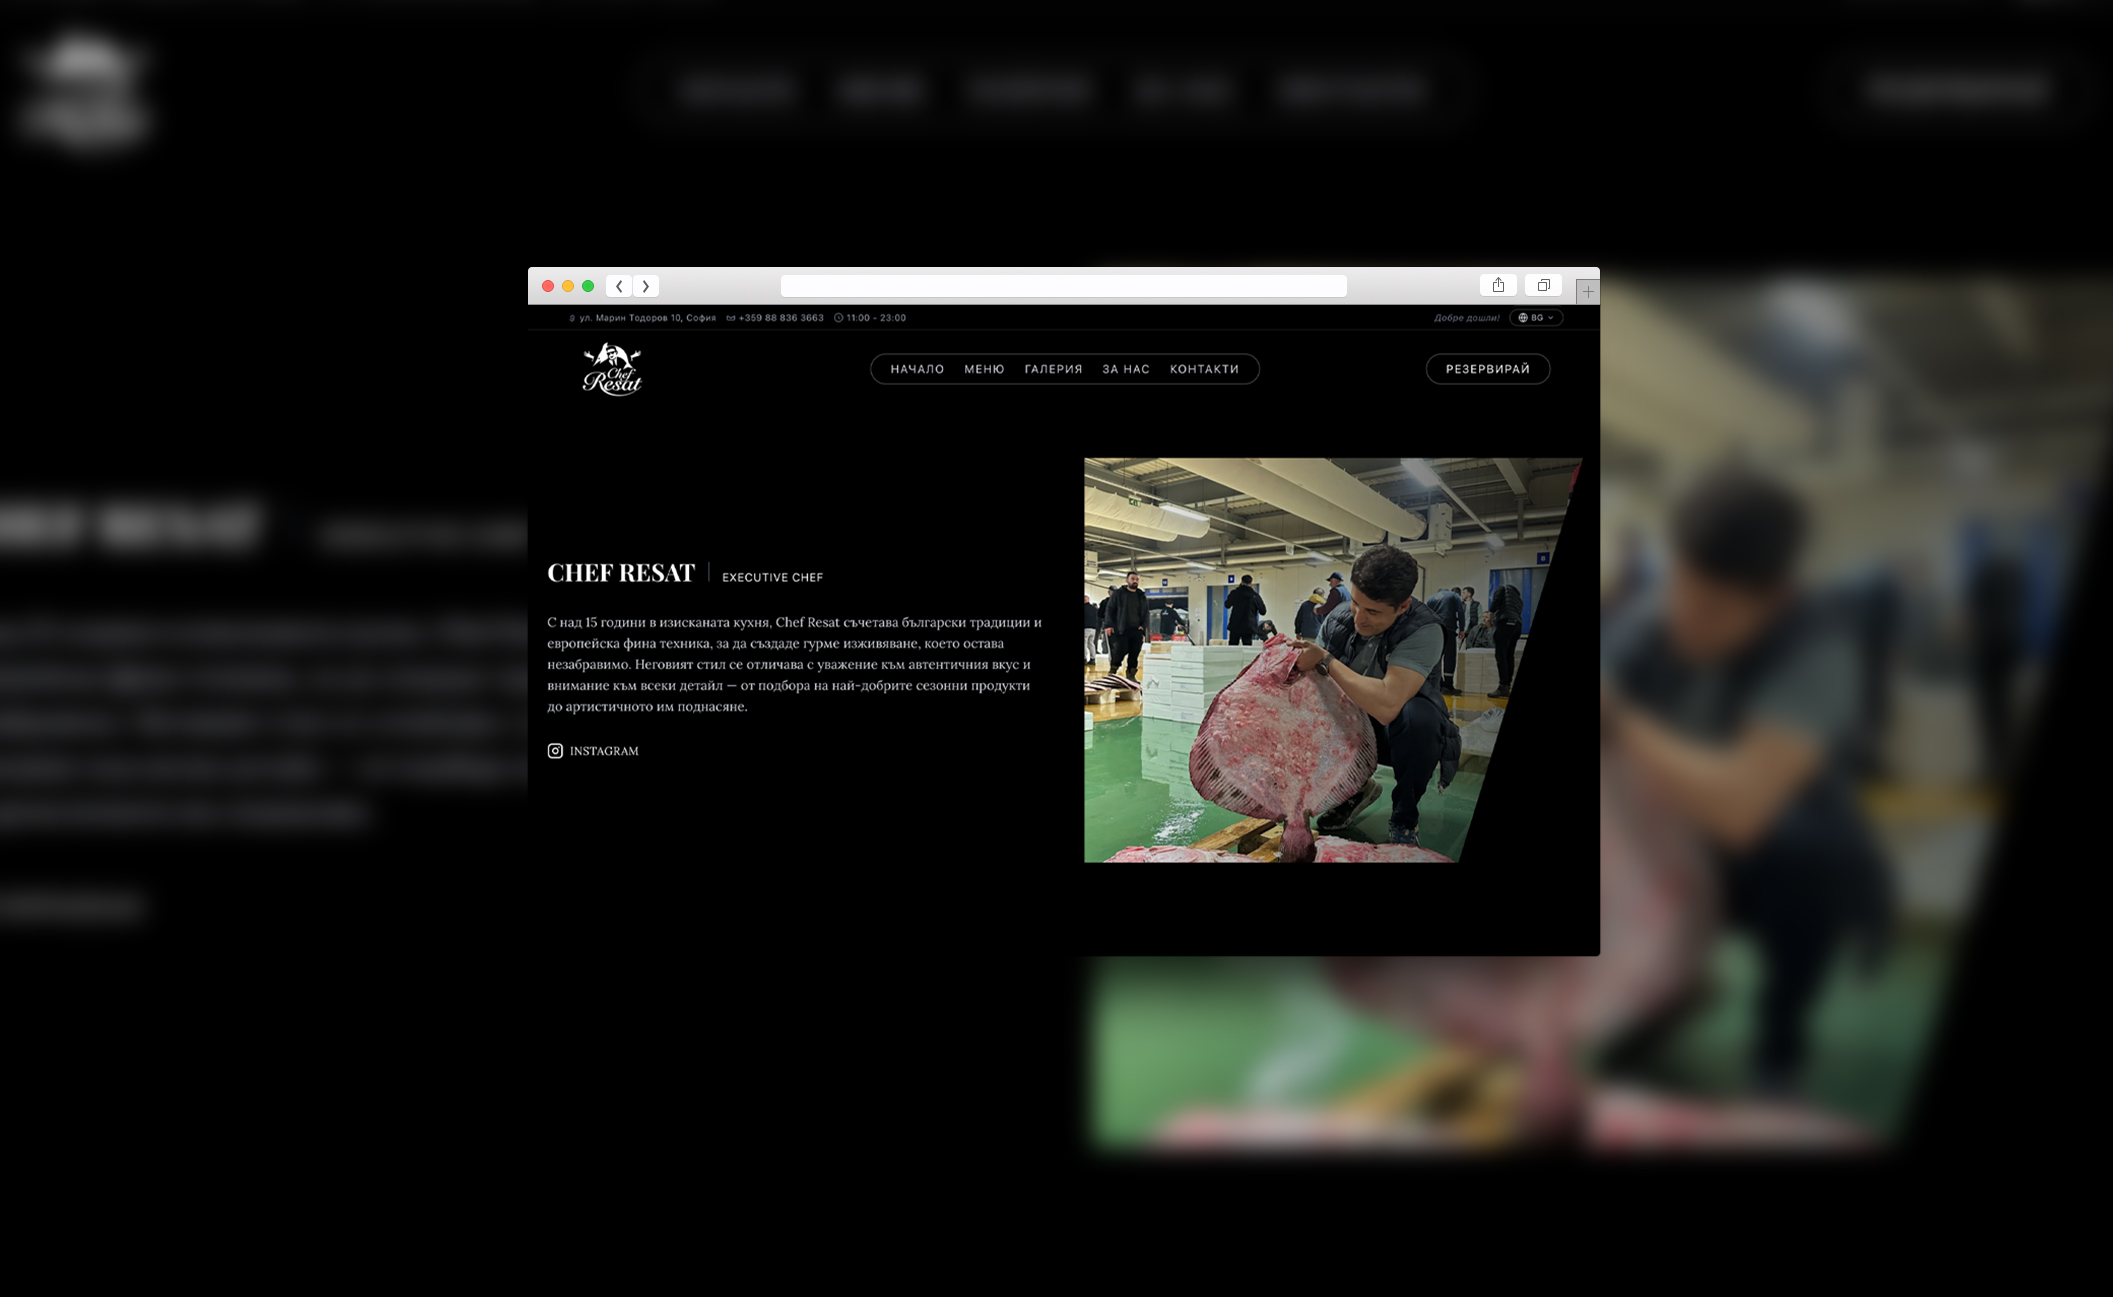 ул. Марин Тодоров 10, София +359 88 836 3663 11:00 - 23:00 Добре дошли! BG
Chef
Resat
НАЧАЛО МЕНЮ ГАЛЕРИЯ ЗА НАС КОНТАКТИ РЕЗЕРВИРАЙ
CHEF RESAT EXECUTIVE CHEF
С над 15 години в изисканата кухня, Chef Resat съчетава български традиции и
европейска фина техника, за да създаде гурме изживяване, което остава
незабравимо. Неговият стил се отличава с уважение към автентичния вкус и
внимание към всеки детайл — от подбора на най-добрите сезонни продукти
до артистичното им поднасяне.
INSTAGRAM